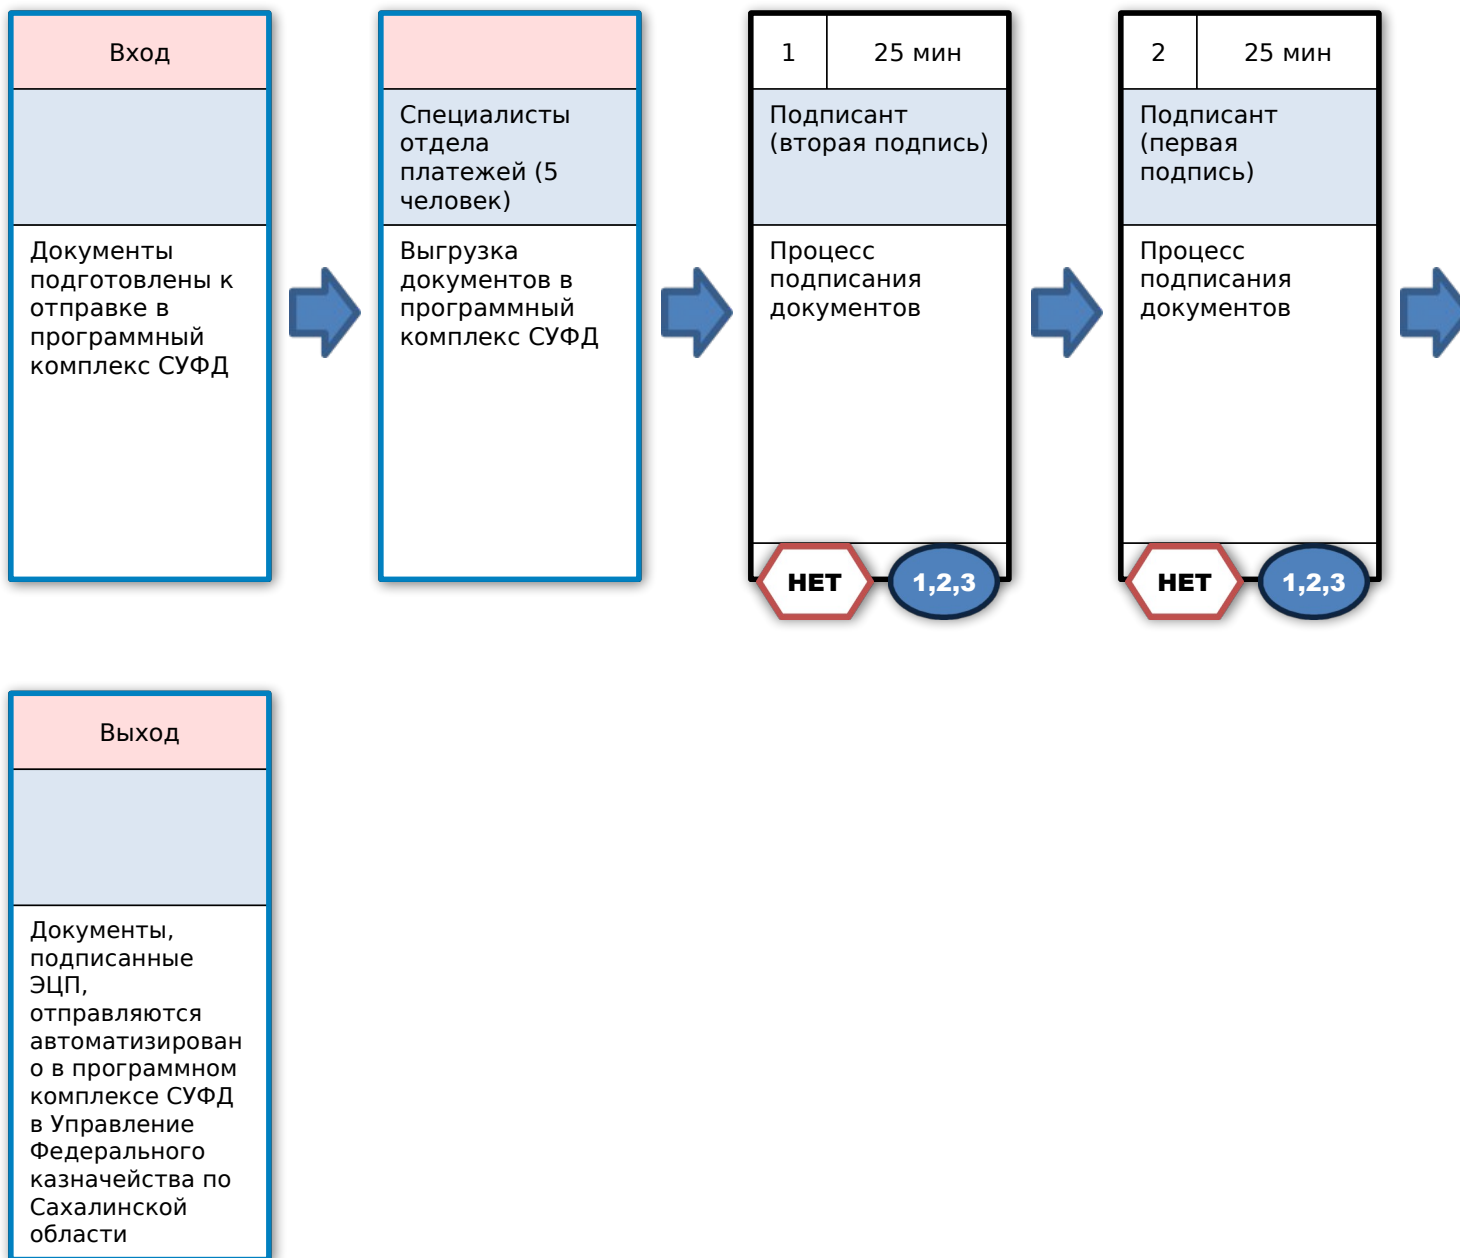 Вход
Документы
подготовлены к
отправке в
программный
комплекс СУФД
Специалисты
отдела
платежей (5
человек)
Выгрузка
документов в
программный
комплекс СУФД
1
25 мин
Подписант
(вторая подпись)
Процесс
подписания
документов
НЕТ
1,2,3
2
25 мин
Подписант
(первая
подпись)
Процесс
подписания
документов
НЕТ
1,2,3
Выход
Документы,
подписанные
ЭЦП,
отправляются
автоматизирован
о в программном
комплексе СУФД
в Управление
Федерального
казначейства по
Сахалинской
области